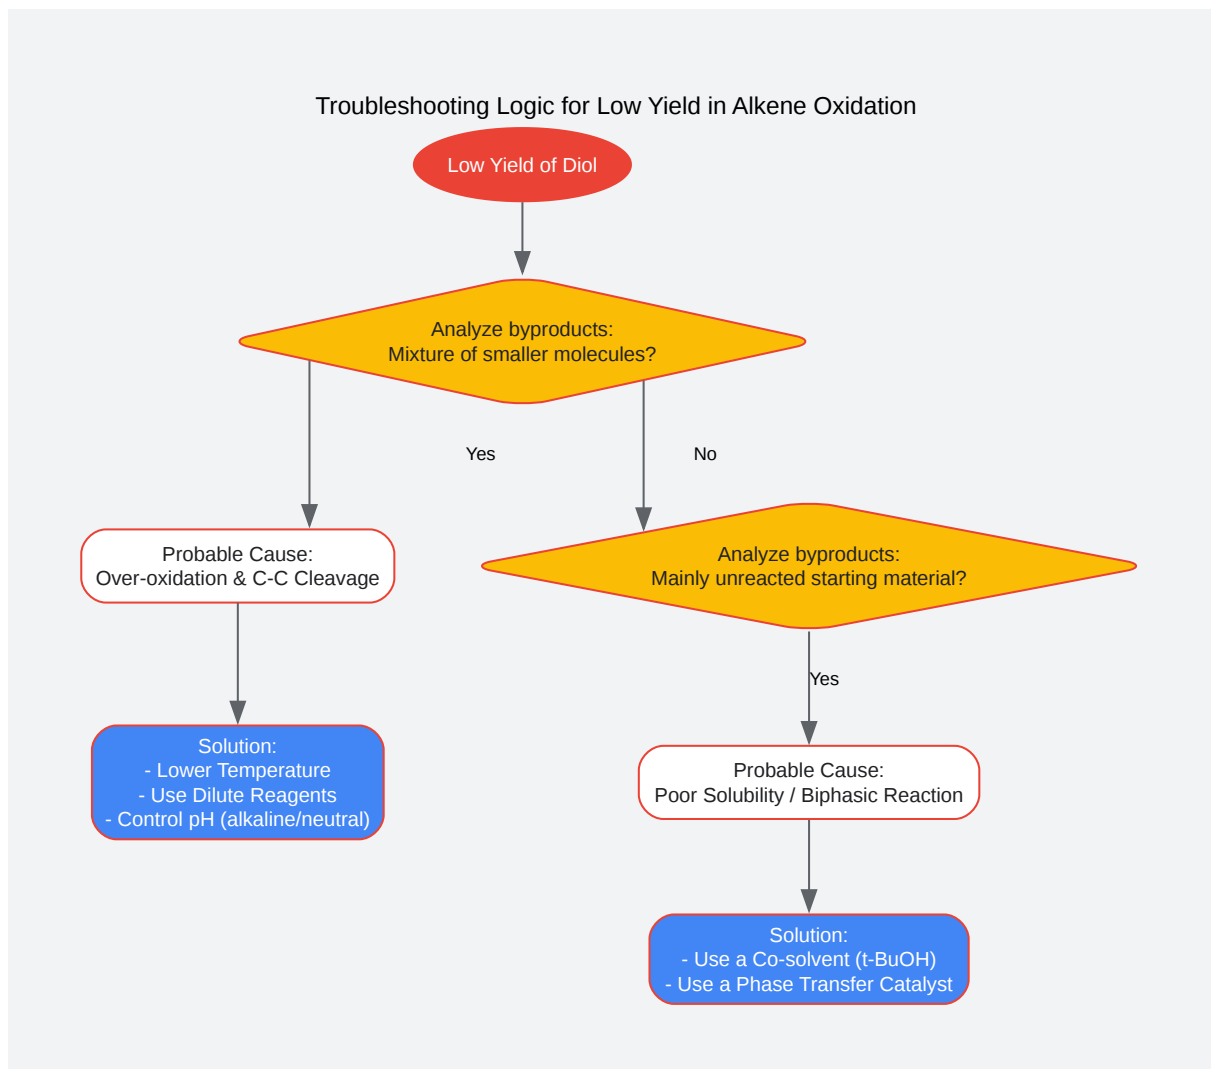 Troubleshooting Logic for Low Yield in Alkene Oxidation
Low Yield of Diol
Analyze byproducts:
Mixture of smaller molecules?
Yes
No
Probable Cause:
Over-oxidation & C-C Cleavage
Analyze byproducts:
Mainly unreacted starting material?
Yes
Solution:
- Lower Temperature
- Use Dilute Reagents
- Control pH (alkaline/neutral)
Probable Cause:
Poor Solubility / Biphasic Reaction
Solution:
- Use a Co-solvent (t-BuOH)
- Use a Phase Transfer Catalyst